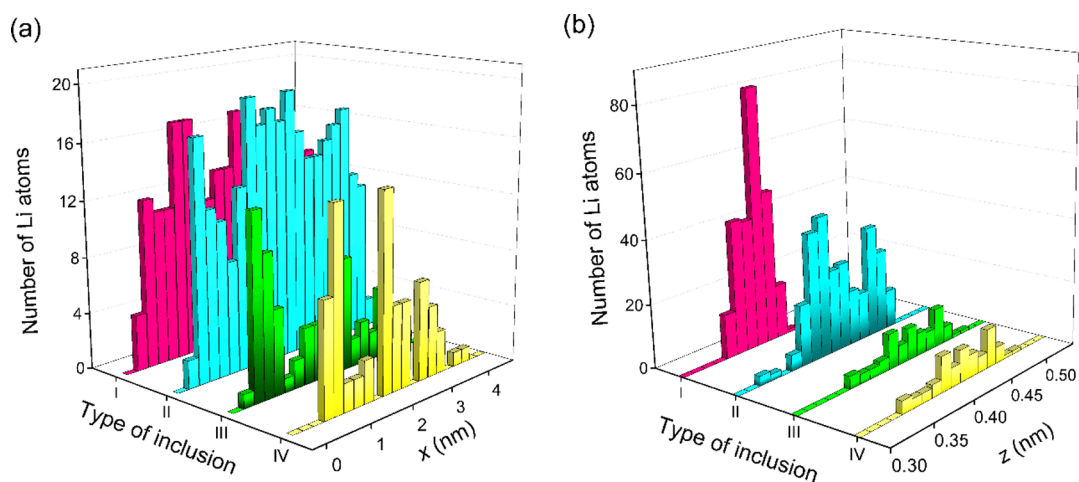 (a)
20
16
12
8
4
0
Number of Li atoms
I
II
III
IV
Type of inclusion
0
1
2
3
4
x (nm)
(b)
80
60
40
20
0
Number of Li atoms
I
II
III
IV
Type of inclusion
0.30
0.35
0.40
0.45
0.50
z (nm)